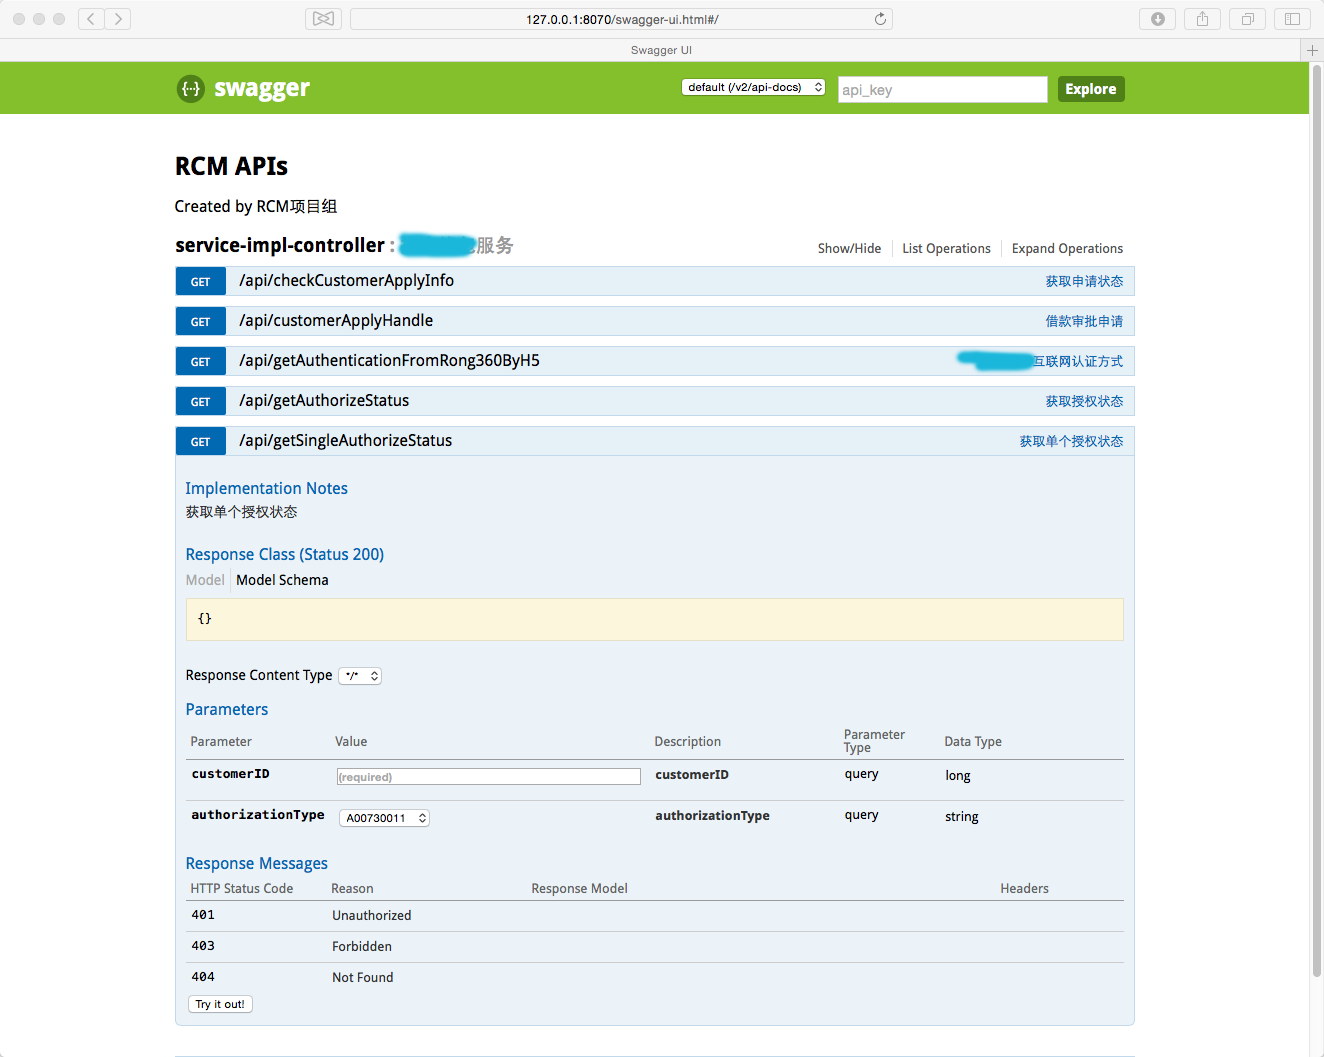 127.0.0.1:8070/swagger-ui.html#/
Swagger UI
{··} swagger default (/v2/api-docs) api_key Explore
RCM APIs
Created by RCM项目组
service-impl-controller : 服务 Show/Hide List Operations Expand Operations
GET /api/checkCustomerApplyInfo 获取申请状态
GET /api/customerApplyHandle 借款审批申请
GET /api/getAuthenticationFromRong360ByH5 互联网认证方式
GET /api/getAuthorizeStatus 获取授权状态
GET /api/getSingleAuthorizeStatus 获取单个授权状态
Implementation Notes
获取单个授权状态
Response Class (Status 200)
Model Model Schema
{}
Response Content Type */*
Parameters
Parameter Value Description Parameter Type Data Type
customerID (required) customerID query long
authorizationType A00730011 authorizationType query string
Response Messages
HTTP Status Code Reason Response Model Headers
401 Unauthorized
403 Forbidden
404 Not Found
Try it out!